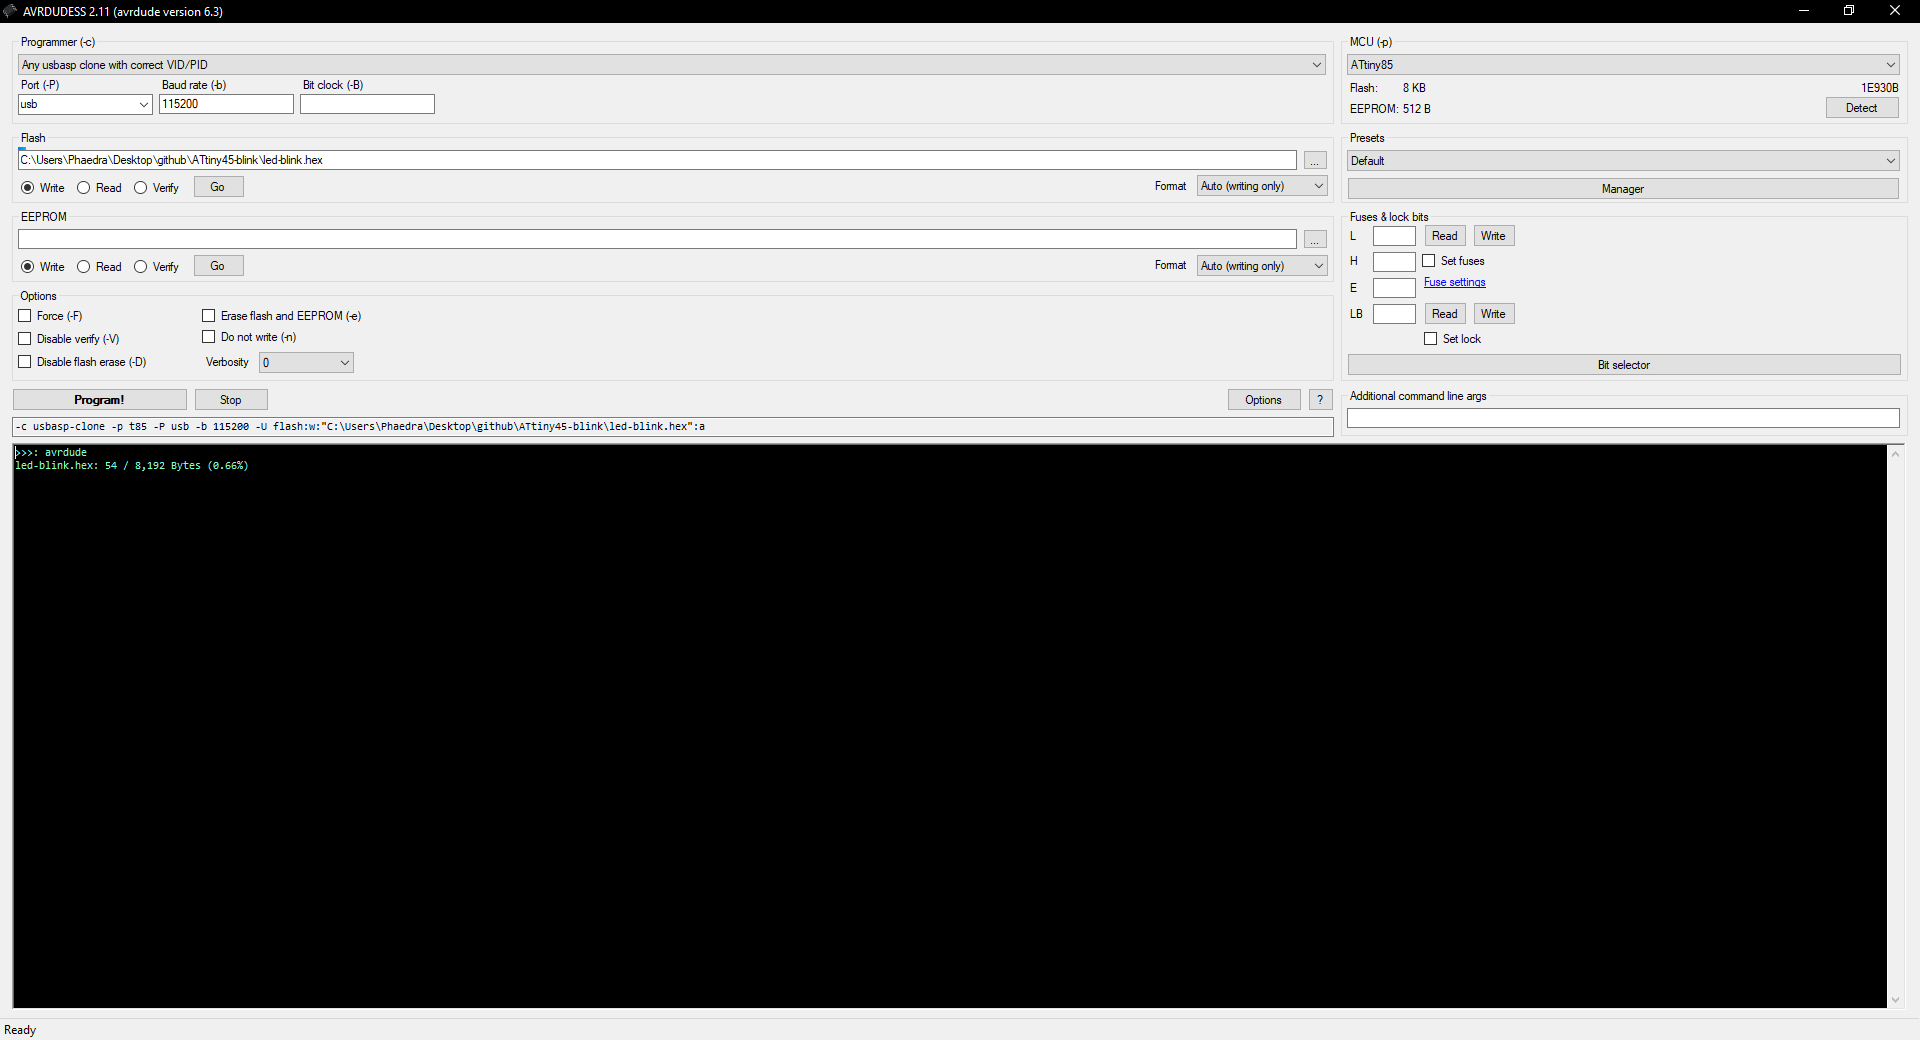 AVRDUDESS 2.11 (avrdude version 6.3)
Programmer (-c)
Any usbasp clone with correct VID/PID
Port (-P) Baud rate (-b) Bit clock (-B)
usb 115200
MCU (-p)
ATtiny85
Flash: 8 KB 1E930B
EEPROM: 512 B Detect
Flash
C:\Users\Phaedra\Desktop\github\ATtiny45-blink\led-blink.hex ...
Write Read Verify Go Format Auto (writing only)
Presets
Default
Manager
EEPROM
...
Write Read Verify Go Format Auto (writing only)
Fuses & lock bits
L Read Write
H Set fuses
E Fuse settings
LB Read Write
Set lock
Bit selector
Options
Force (-F) Erase flash and EEPROM (-e)
Disable verify (-V) Do not write (-n)
Disable flash erase (-D) Verbosity 0
Program! Stop Options ?
Additional command line args
-c usbasp-clone -p t85 -P usb -b 115200 -U flash:w:"C:\Users\Phaedra\Desktop\github\ATtiny45-blink\led-blink.hex":a
>>>: avrdude
led-blink.hex: 54 / 8,192 Bytes (0.66%)
Ready